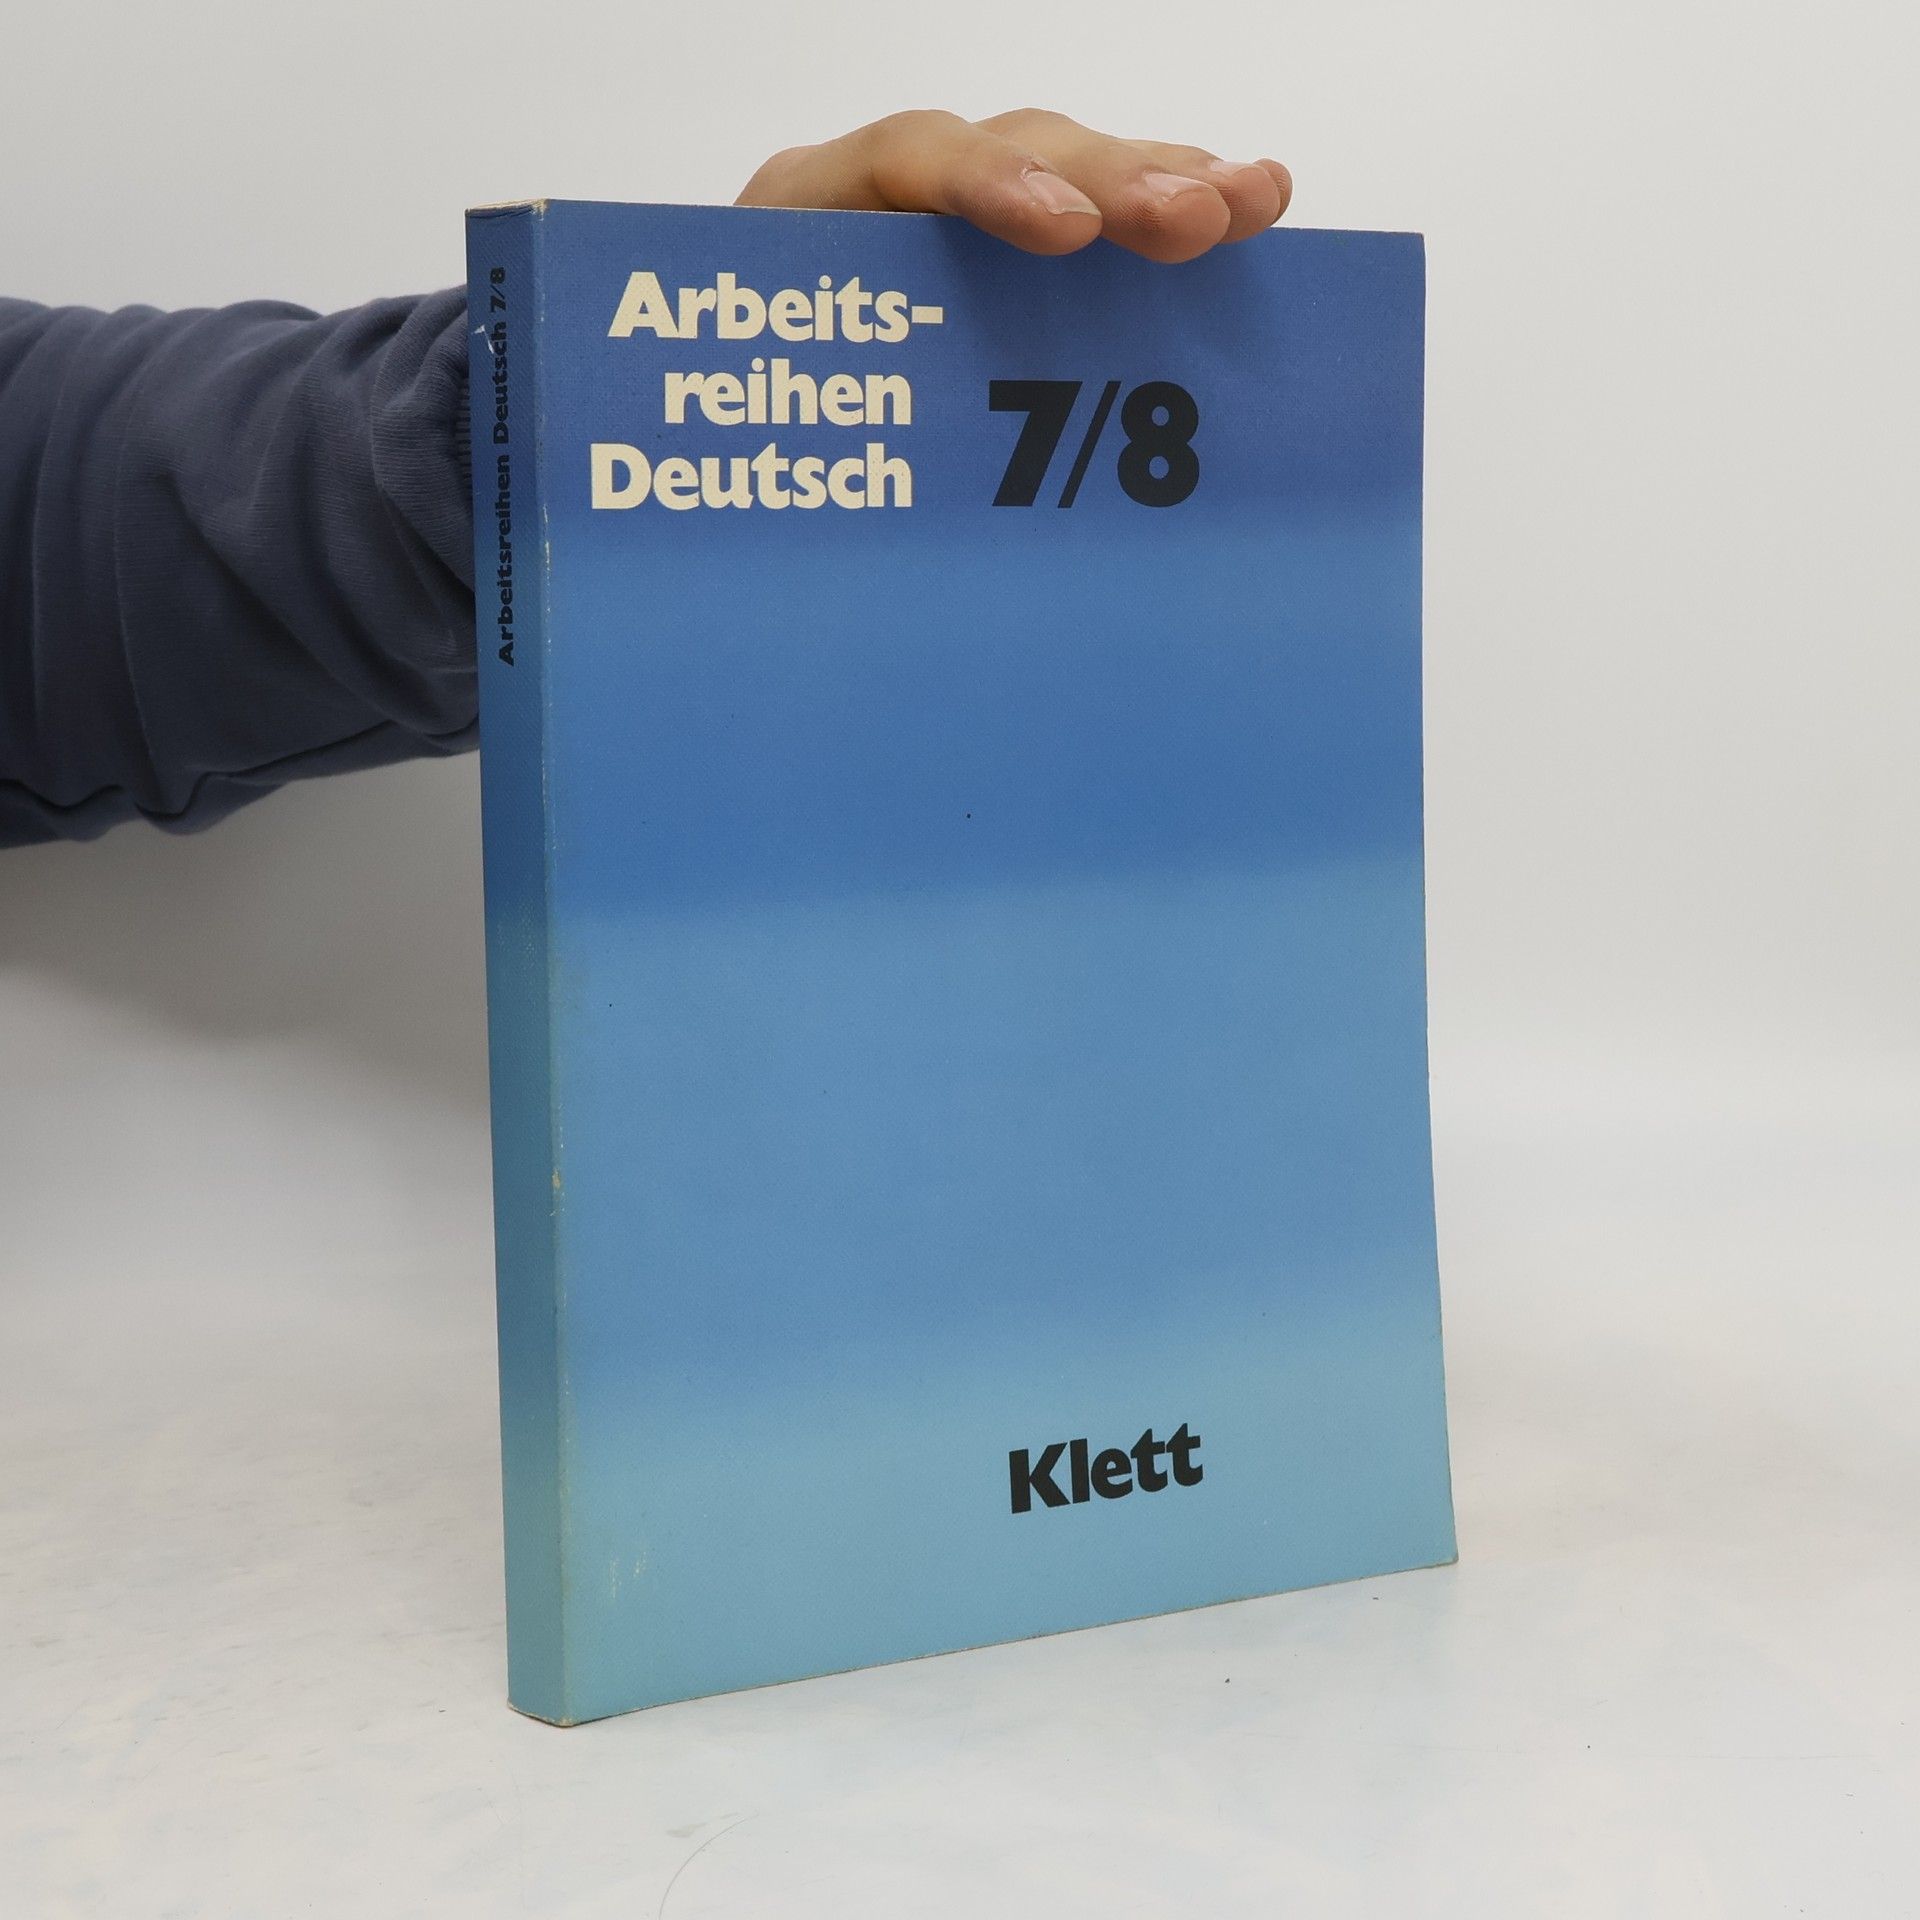 Arbeitsreihen Deutsch 7/8
Arbeits-
reihen
Deutsch
7/8
Klett